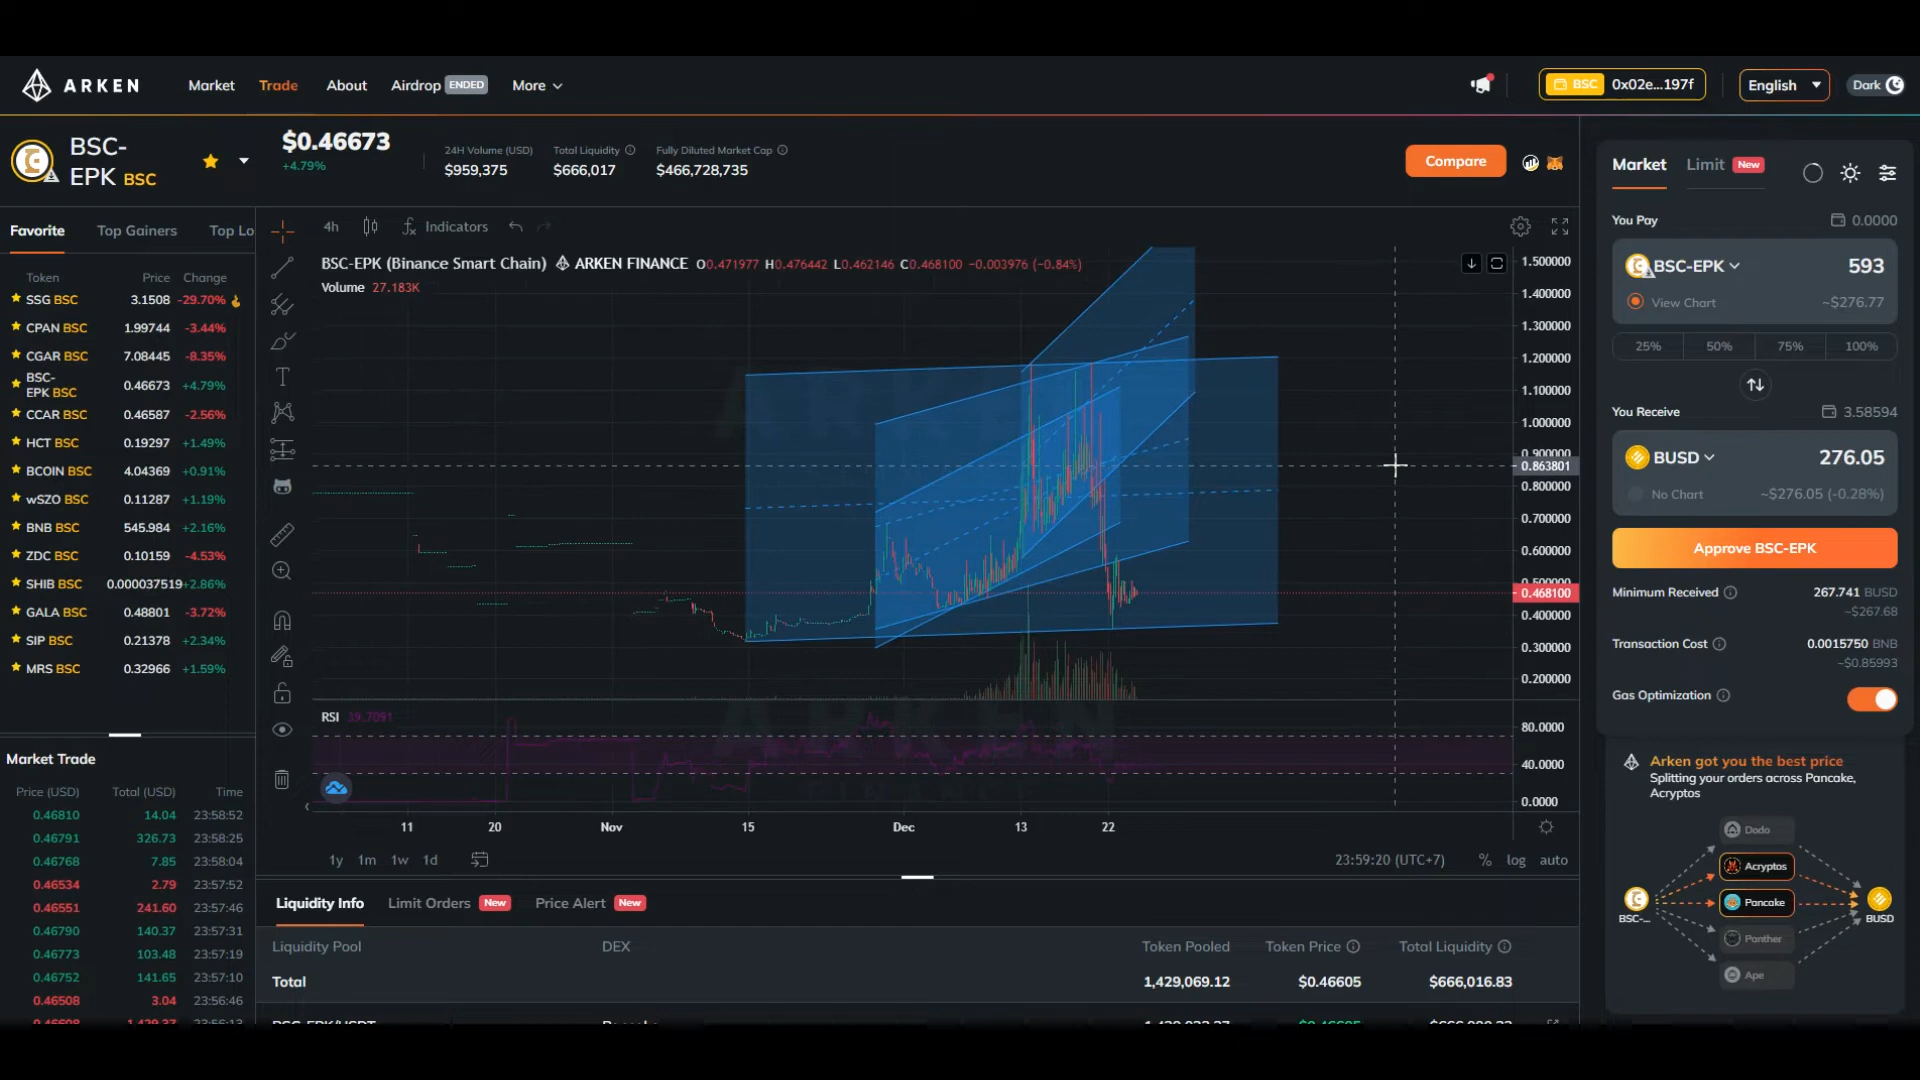 ARKEN
Market
Trade
About
Airdrop ENDED
More
BSC 0x02e...197f
English
Dark
BSC-
EPK BSC
$0.46673
+4.79%
24H Volume (USD)
$959,375
Total Liquidity
$666,017
Fully Diluted Market Cap
$466,728,735
Compare
Favorite
Top Gainers
Top Lo
Token Price Change
SSG BSC 3.1508 -29.70%
CPAN BSC 1.99744 -3.44%
CGAR BSC 7.08445 -8.35%
BSC-
EPK BSC 0.46673 +4.79%
CCAR BSC 0.46587 -2.56%
HCT BSC 0.19297 +1.49%
BCOIN BSC 4.04369 +0.91%
wSZO BSC 0.11287 +1.19%
BNB BSC 545.984 +2.16%
ZDC BSC 0.10159 -4.53%
SHIB BSC 0.000037519 +2.86%
GALA BSC 0.48801 -3.72%
SIP BSC 0.21378 +2.34%
MRS BSC 0.32966 +1.59%
Market Trade
Price (USD) Total (USD) Time
0.46810 14.04 23:58:52
0.46791 326.73 23:58:25
0.46768 7.85 23:58:04
0.46534 2.79 23:57:52
0.46551 241.60 23:57:46
0.46790 140.37 23:57:31
0.46773 103.48 23:57:19
0.46752 141.65 23:57:10
0.46508 3.04 23:56:46
4h
Indicators
BSC-EPK (Binance Smart Chain) ARKEN FINANCE O0.471977 H0.476442 L0.462146 C0.468100 -0.003976 (-0.84%)
Volume 27.183K
1.500000
1.400000
1.300000
1.200000
1.100000
1.000000
0.863801
0.800000
0.700000
0.600000
0.468100
0.400000
0.300000
0.200000
RSI 39.7091
80.0000
40.0000
0.0000
11 20 Nov 15 Dec 13 22
1y 1m 1w 1d
23:59:20 (UTC+7) % log auto
Liquidity Info
Limit Orders New
Price Alert New
Liquidity Pool DEX Token Pooled Token Price Total Liquidity
Total 1,429,069.12 $0.46605 $666,016.83
Market
Limit New
You Pay 0.0000
BSC-EPK 593
View Chart ~$276.77
25% 50% 75% 100%
You Receive 3.58594
BUSD 276.05
No Chart ~$276.05 (-0.28%)
Approve BSC-EPK
Minimum Received 267.741 BUSD
~$267.68
Transaction Cost 0.0015750 BNB
~$0.85993
Gas Optimization
Arken got you the best price
Splitting your orders across Pancake,
Acryptos
Dodo
Acryptos
Pancake
Panther
Ape
BSC-...
BUSD